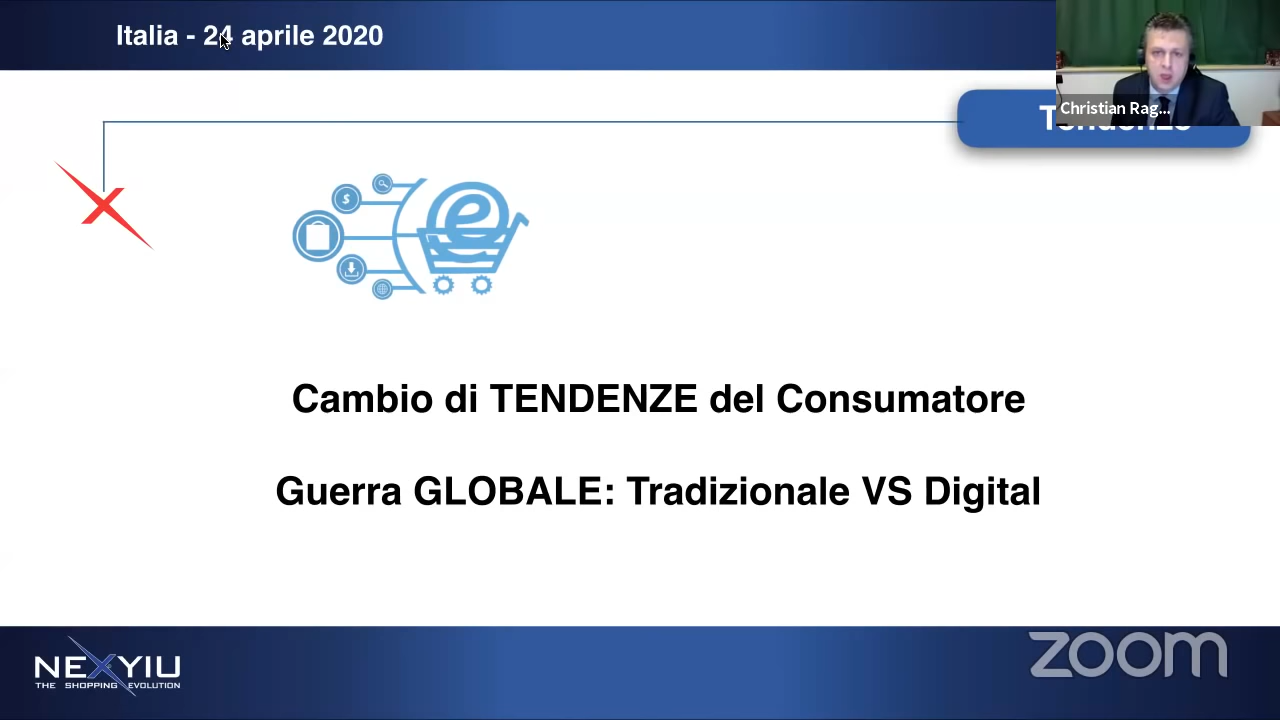 Italia - 24 aprile 2020
Christian Rag...
Tendenze
$
e
Cambio di TENDENZE del Consumatore
Guerra GLOBALE: Tradizionale VS Digital
NEXYIU
THE SHOPPING EVOLUTION
zoom